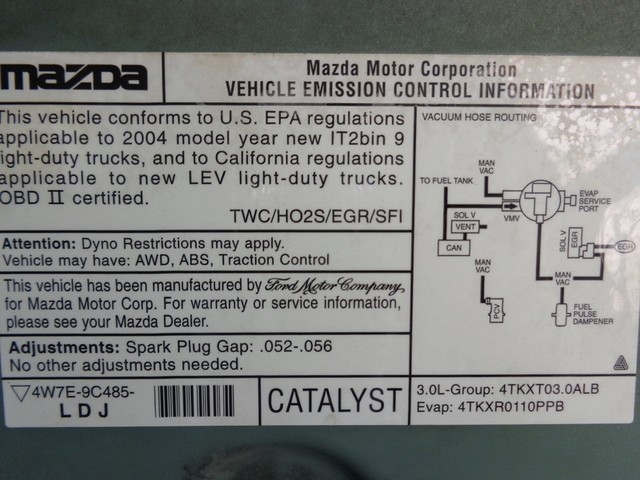 mazda
Mazda Motor Corporation
VEHICLE EMISSION CONTROL INFORMATION
This vehicle conforms to U.S. EPA regulations
applicable to 2004 model year new IT2bin 9
light-duty trucks, and to California regulations
applicable to new LEV light-duty trucks.
OBD II certified.
TWC/HO2S/EGR/SFI
Attention: Dyno Restrictions may apply.
Vehicle may have: AWD, ABS, Traction Control
This vehicle has been manufactured by Ford Motor Company,
for Mazda Motor Corp. For warranty or service information,
please see your Mazda Dealer.
Adjustments: Spark Plug Gap: .052-.056
No other adjustments needed.
4W7E-9C485-
LDJ
CATALYST
VACUUM HOSE ROUTING
MAN
VAC
TO FUEL TANK
EVAP
SERVICE
PORT
SOL V
VENT
VMV
CAN
SOL V
EGR
EGR
MAN
VAC
MAN
VAC
PCV
FUEL
PULSE
DAMPENER
3.0L-Group: 4TKXT03.0ALB
Evap: 4TKXR0110PPB